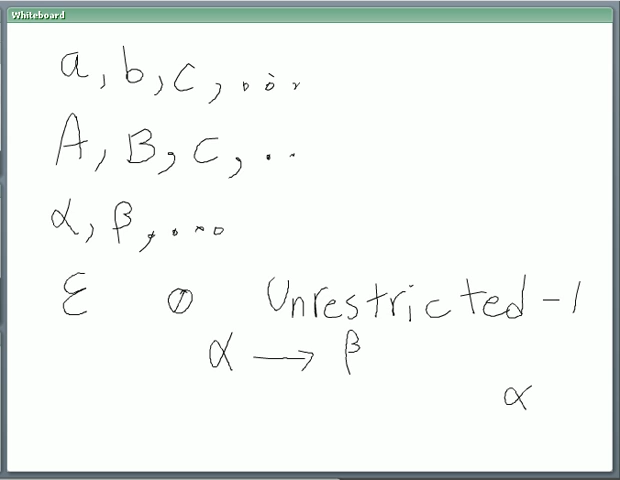 Whiteboard
a, b, c, ....
A, B, C, ...
α, β, ....
ε ∅ Unrestricted-1
α → β
α